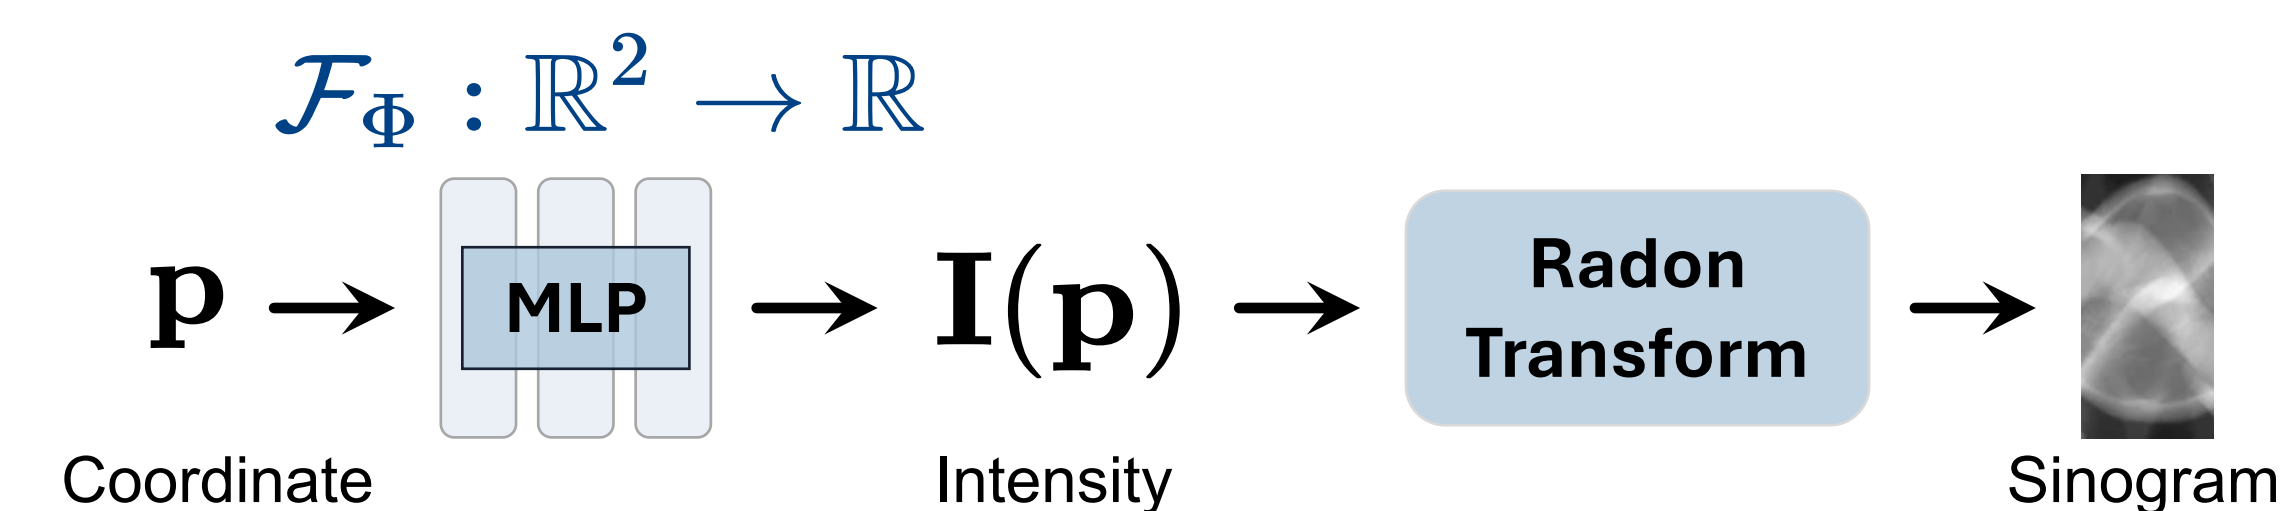 𝓕_Φ : ℝ² → ℝ
p
MLP
I(p)
Radon
Transform
Coordinate
Intensity
Sinogram